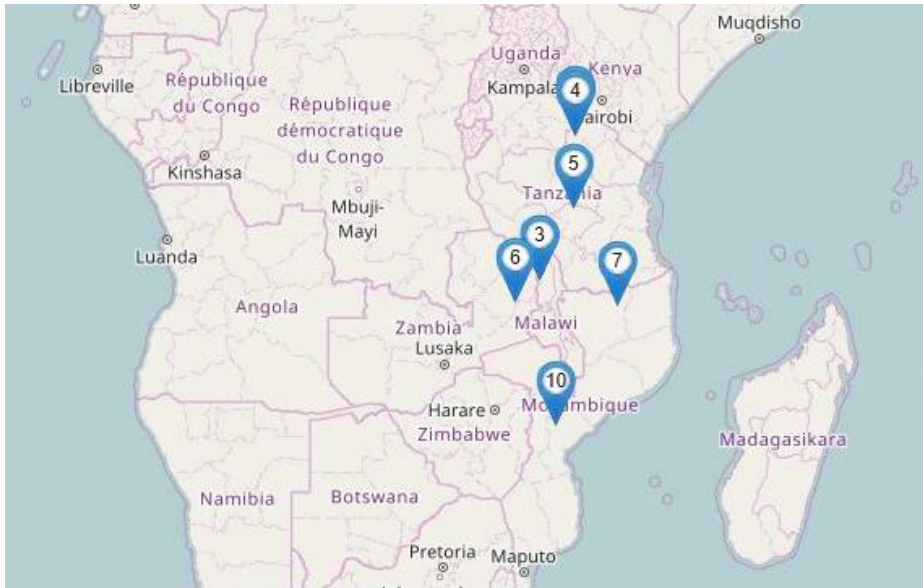 Muqdisho
Uganda
Kenya
Libreville
République
du Congo
Kampala
4
République
démocratique
du Congo
Kinshasa
5
Tanzania
Mbuji-
Mayi
Luanda
3
6
7
Angola
Zambia
Malawi
Lusaka
10
Harare
Mozambique
Zimbabwe
Madagasikara
Namibia
Botswana
Pretoria
Maputo